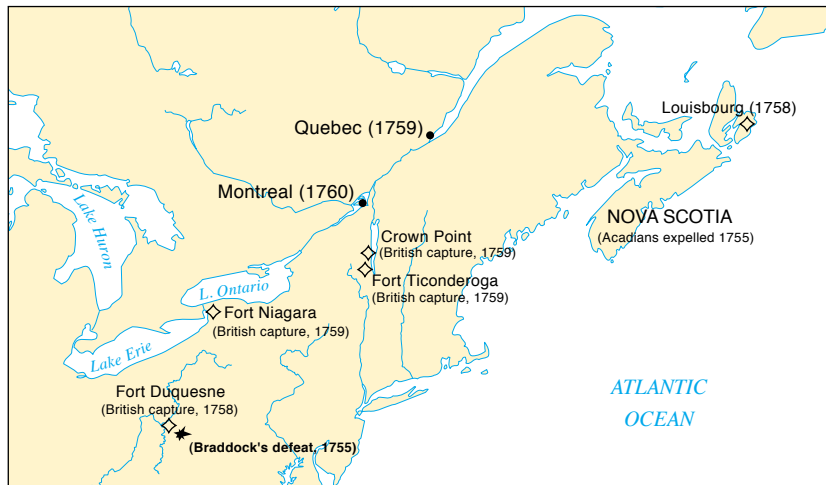 Louisbourg (1758)
Quebec (1759)
Montreal (1760)
NOVA SCOTIA
(Acadians expelled 1755)
Lake Huron
Crown Point
(British capture, 1759)
Fort Ticonderoga
(British capture, 1759)
L. Ontario
Fort Niagara
(British capture, 1759)
Lake Erie
Fort Duquesne
(British capture, 1758)
(Braddock's defeat, 1755)
ATLANTIC
OCEAN